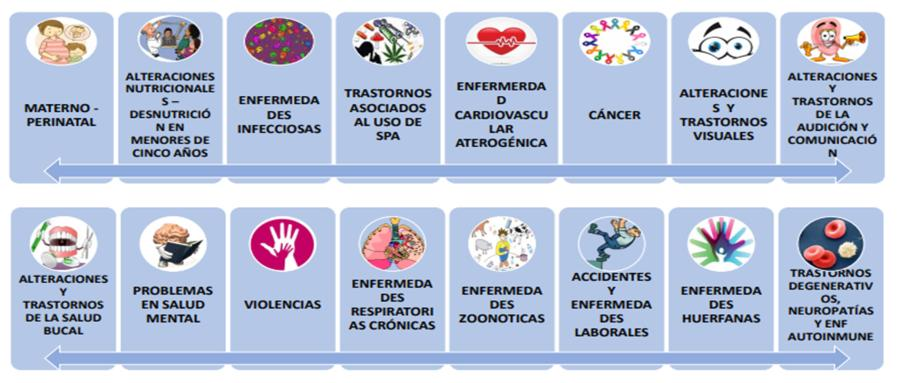 MATERNO -
PERINATAL
ALTERACIONES
NUTRICIONALE
S –
DESNUTRICIÓ
N EN
MENORES DE
CINCO AÑOS
ENFERMEDA
DES
INFECCIOSAS
TRASTORNOS
ASOCIADOS
AL USO DE
SPA
ENFERMERDA
D
CARDIOVASCU
LAR
ATEROGÉNICA
CÁNCER
ALTERACIONE
S Y
TRASTORNOS
VISUALES
ALTERACIONES
Y
TRASTORNOS
DE LA
AUDICIÓN Y
COMUNICACIÓ
N
ALTERACIONES
Y
TRASTORNOS
DE LA SALUD
BUCAL
PROBLEMAS
EN SALUD
MENTAL
VIOLENCIAS
ENFERMEDA
DES
RESPIRATORI
AS CRÓNICAS
ENFERMEDA
DES
ZOONOTICAS
ACCIDENTES
Y
ENFERMEDA
DES
LABORALES
ENFERMEDA
DES
HUERFANAS
TRASTORNOS
DEGENERATIV
OS,
NEUROPATÍAS
Y ENF
AUTOINMUNE